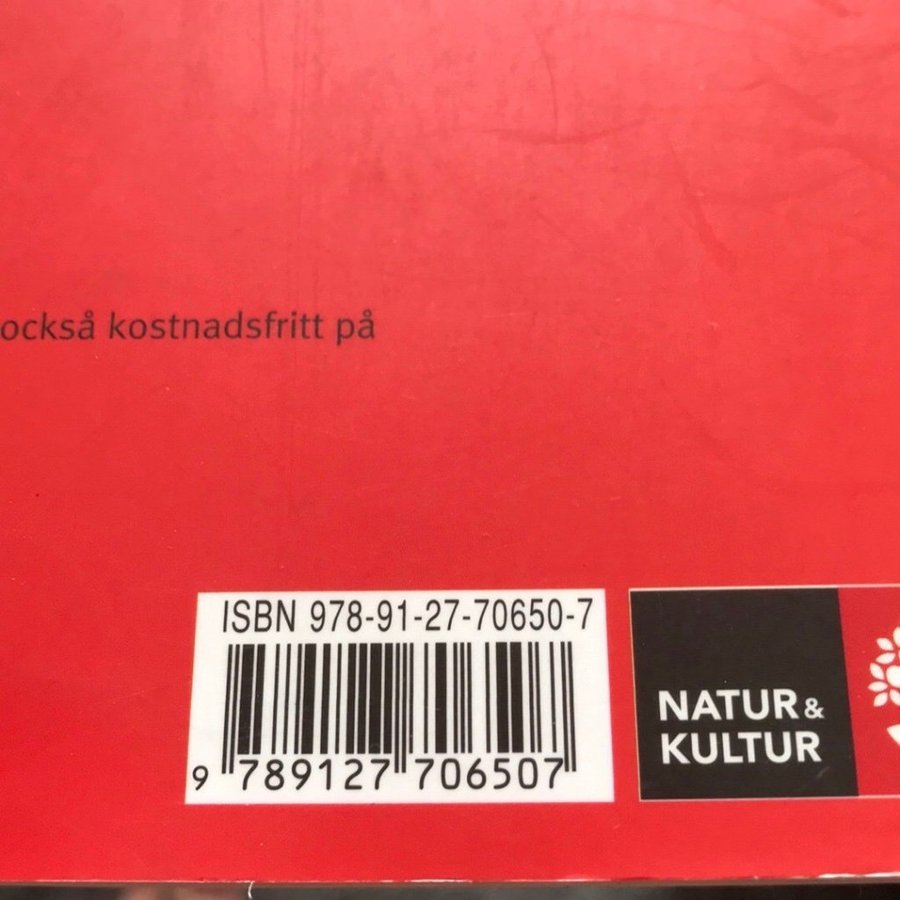 också kostnadsfritt på
ISBN 978-91-27-70650-7
9 789127 706507
NATUR &
KULTUR